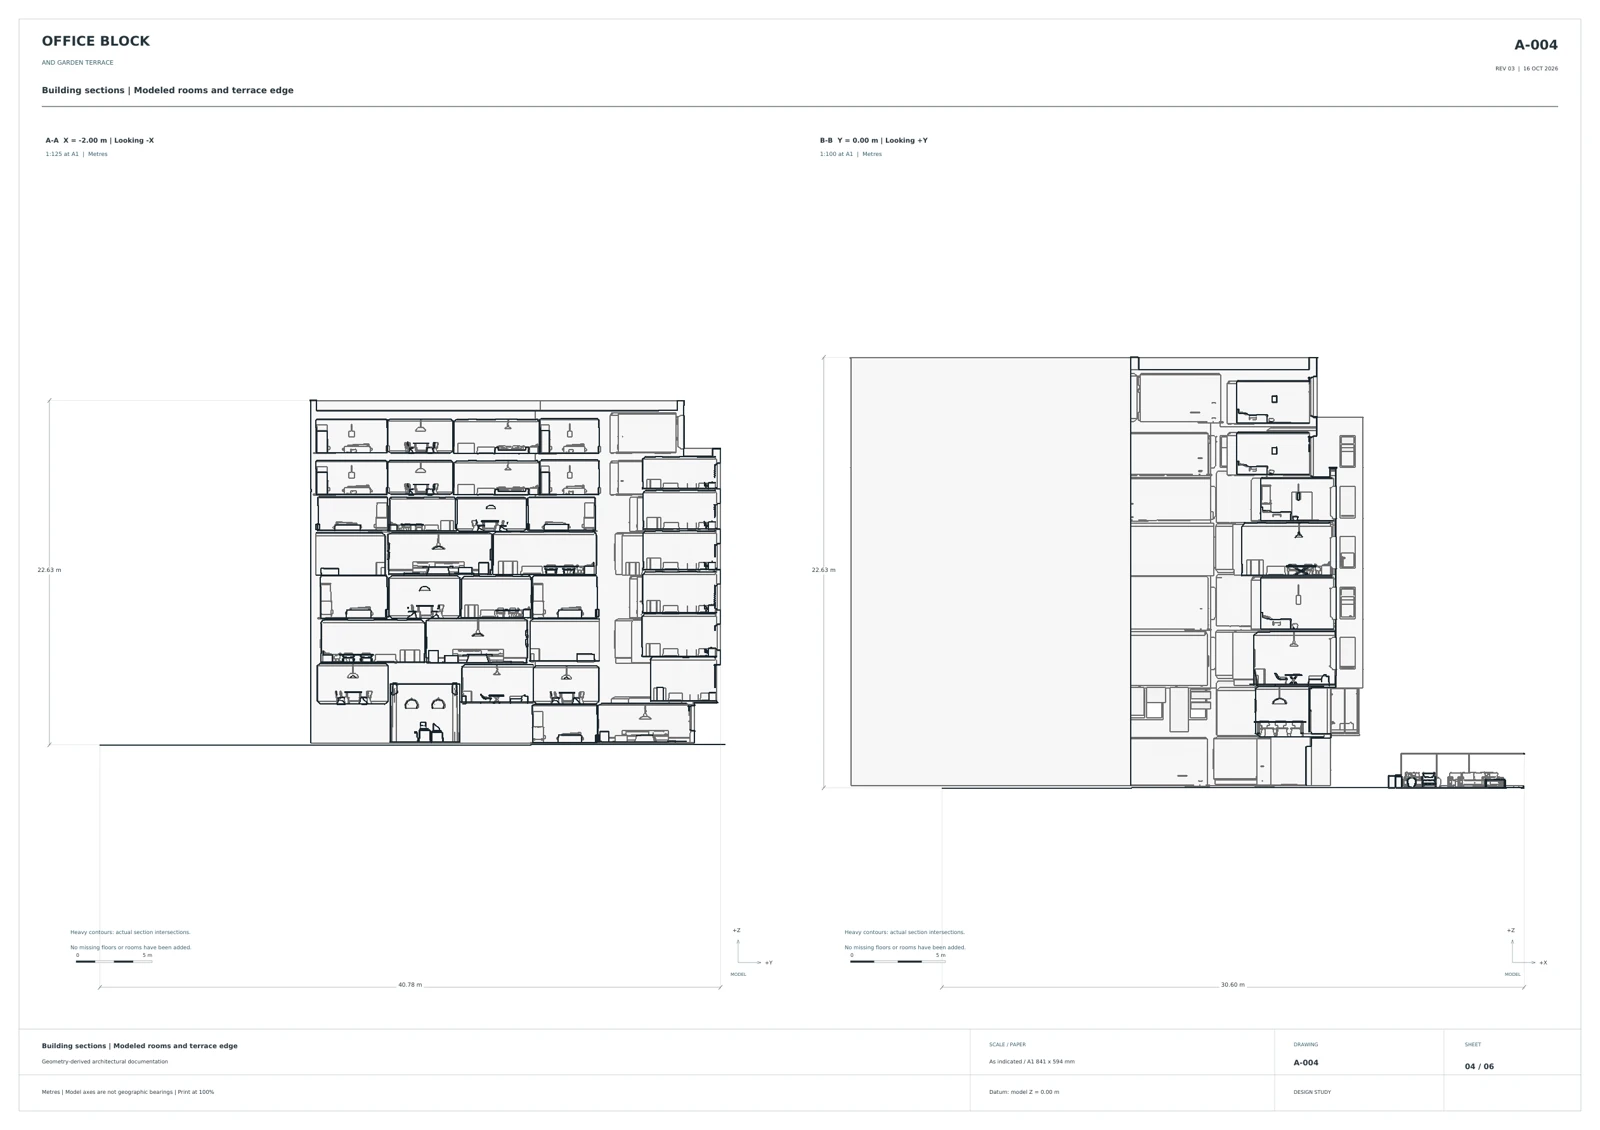 OFFICE BLOCK
AND GARDEN TERRACE
A-004
REV 03 | 16 OCT 2026
Building sections | Modeled rooms and terrace edge
A-A X = -2.00 m | Looking -X
1:125 at A1 | Metres
B-B Y = 0.00 m | Looking +Y
1:100 at A1 | Metres
22.63 m
22.63 m
Heavy contours: actual section intersections.
No missing floors or rooms have been added.
0 5 m
+Z
+Y
MODEL
40.78 m
Heavy contours: actual section intersections.
No missing floors or rooms have been added.
0 5 m
+Z
+X
MODEL
30.60 m
Building sections | Modeled rooms and terrace edge
Geometry-derived architectural documentation
Metres | Model axes are not geographic bearings | Print at 100%
SCALE / PAPER
As indicated / A1 841 x 594 mm
Datum: model Z = 0.00 m
DRAWING
A-004
DESIGN STUDY
SHEET
04 / 06